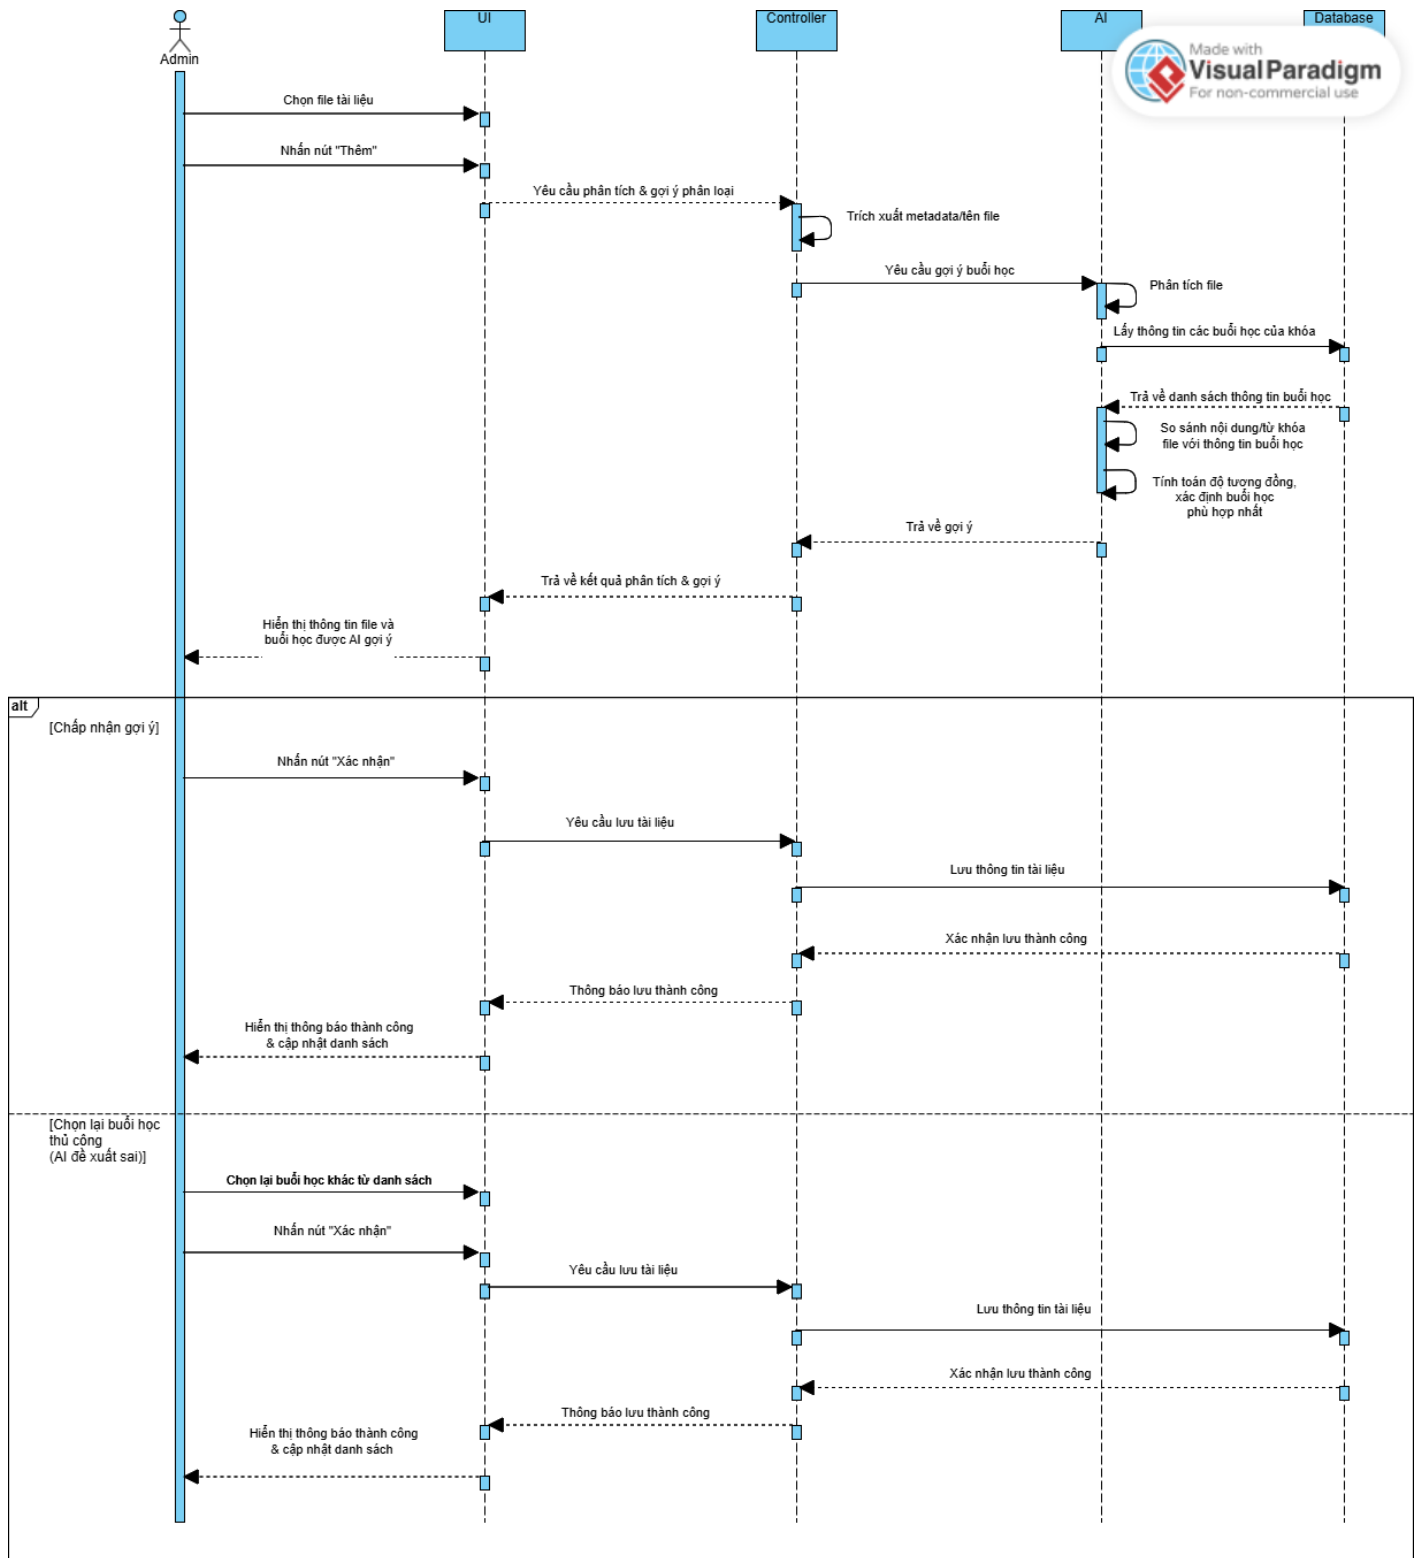 UI
Controller
AI
Database
Made with
Visual Paradigm
For non-commercial use
Admin
Chọn file tài liệu
Nhấn nút "Thêm"
Yêu cầu phân tích & gợi ý phân loại
Trích xuất metadata/tên file
Yêu cầu gợi ý buổi học
Phân tích file
Lấy thông tin các buổi học của khóa
Trả về danh sách thông tin buổi học
So sánh nội dung/từ khóa
file với thông tin buổi học
Tính toán độ tương đồng,
xác định buổi học
phù hợp nhất
Trả về gợi ý
Trả về kết quả phân tích & gợi ý
Hiển thị thông tin file và
buổi học được AI gợi ý
alt
[Chấp nhận gợi ý]
Nhấn nút "Xác nhận"
Yêu cầu lưu tài liệu
Lưu thông tin tài liệu
Xác nhận lưu thành công
Thông báo lưu thành công
Hiển thị thông báo thành công
& cập nhật danh sách
[Chọn lại buổi học
thủ công
(AI đề xuất sai)]
Chọn lại buổi học khác từ danh sách
Nhấn nút "Xác nhận"
Yêu cầu lưu tài liệu
Lưu thông tin tài liệu
Xác nhận lưu thành công
Thông báo lưu thành công
Hiển thị thông báo thành công
& cập nhật danh sách